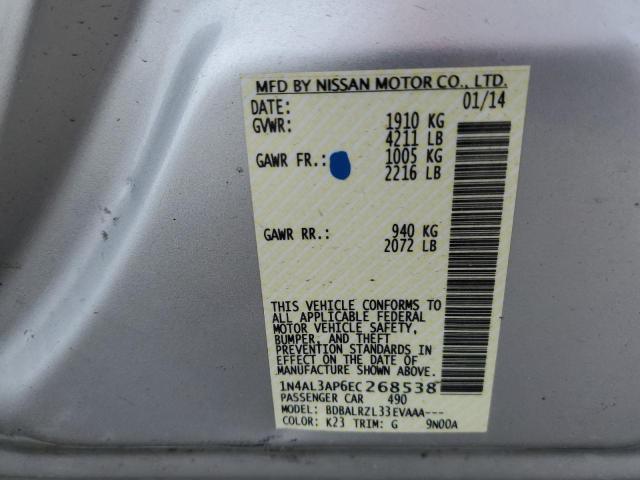 MFD BY NISSAN MOTOR CO., LTD.
DATE: 01/14
GVWR: 1910 KG
4211 LB
GAWR FR.: 1005 KG
2216 LB
GAWR RR.: 940 KG
2072 LB
THIS VEHICLE CONFORMS TO
ALL APPLICABLE FEDERAL
MOTOR VEHICLE SAFETY,
BUMPER, AND THEFT
PREVENTION STANDARDS IN
EFFECT ON THE DATE OF
MANUFACTURE SHOWN ABOVE.
1N4AL3AP6EC268538
PASSENGER CAR 490
MODEL: BDBALRZL33EVAAA---
COLOR: K23 TRIM: G 9N00A